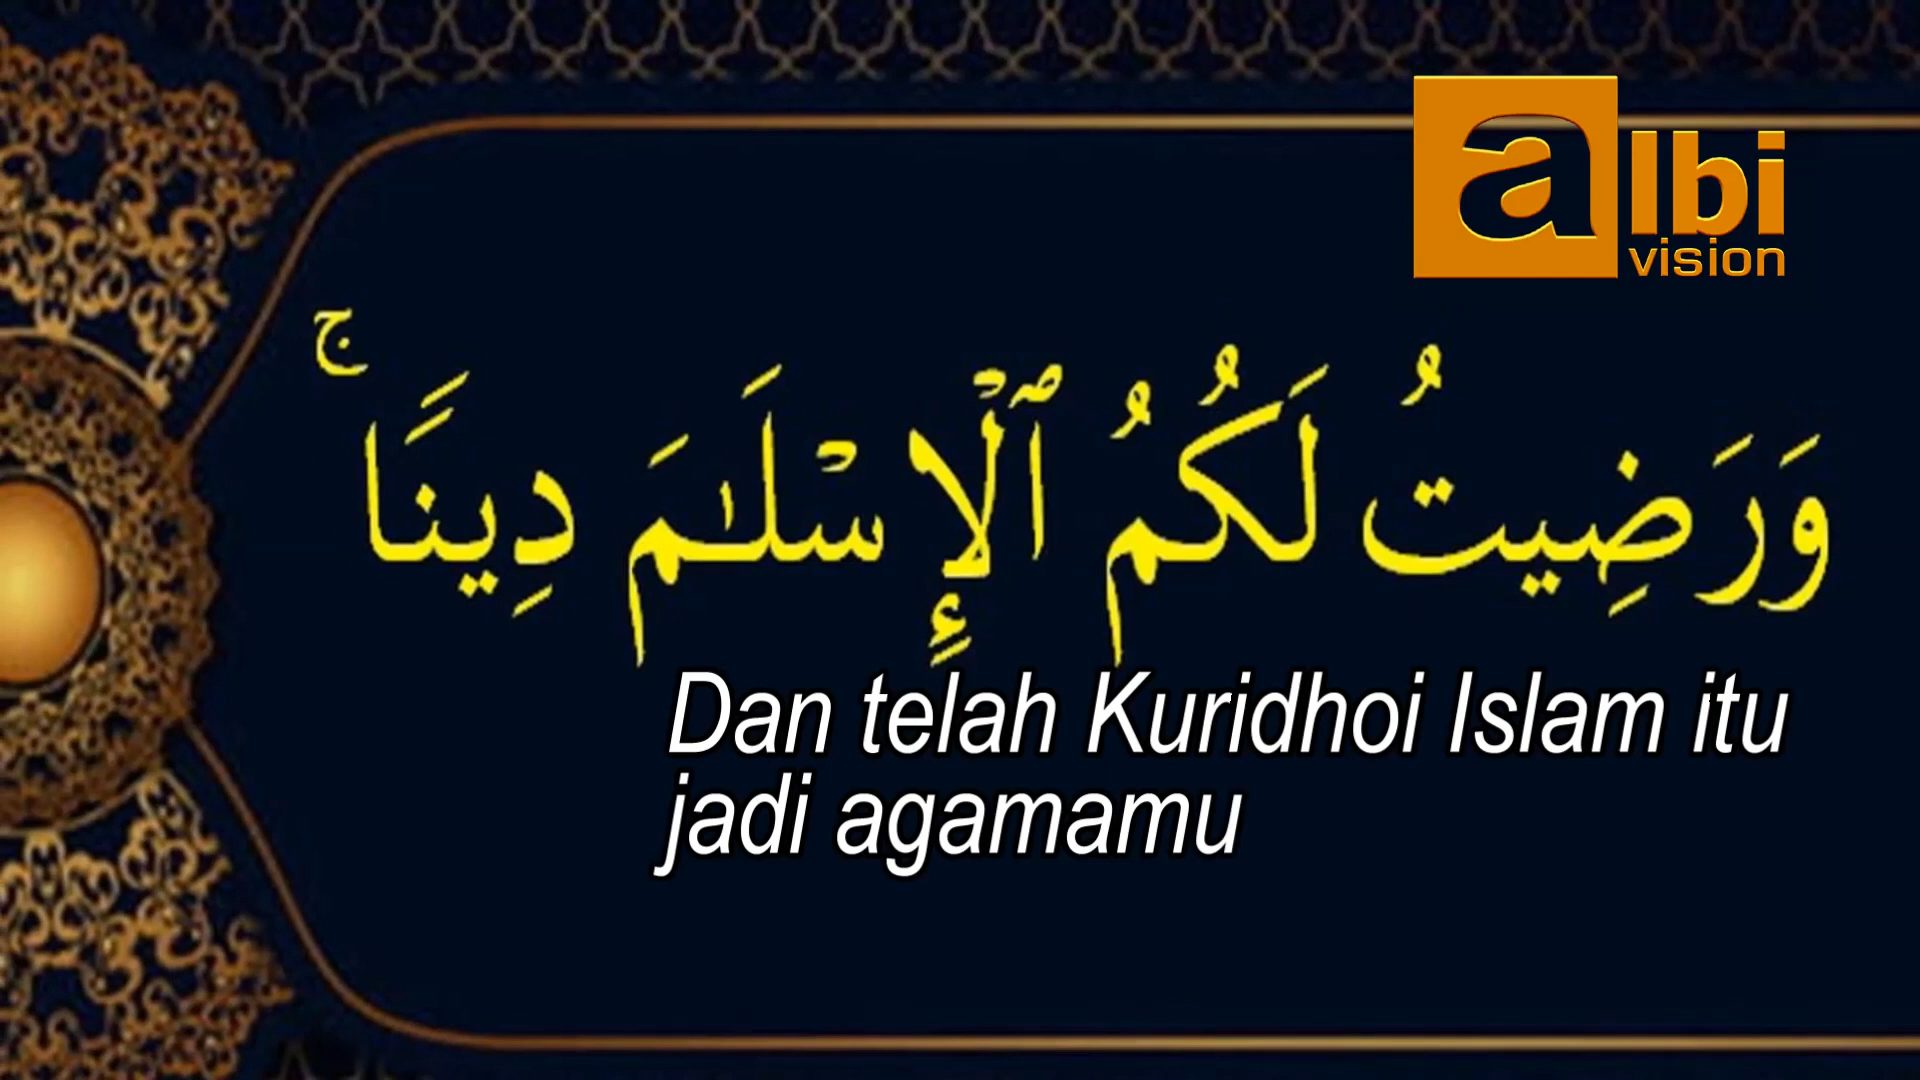 albi
vision
وَرَضِيتُ لَكُمُ ٱلْإِسْلَٰمَ دِينًا ۚ
Dan telah Kuridhoi Islam itu
jadi agamamu